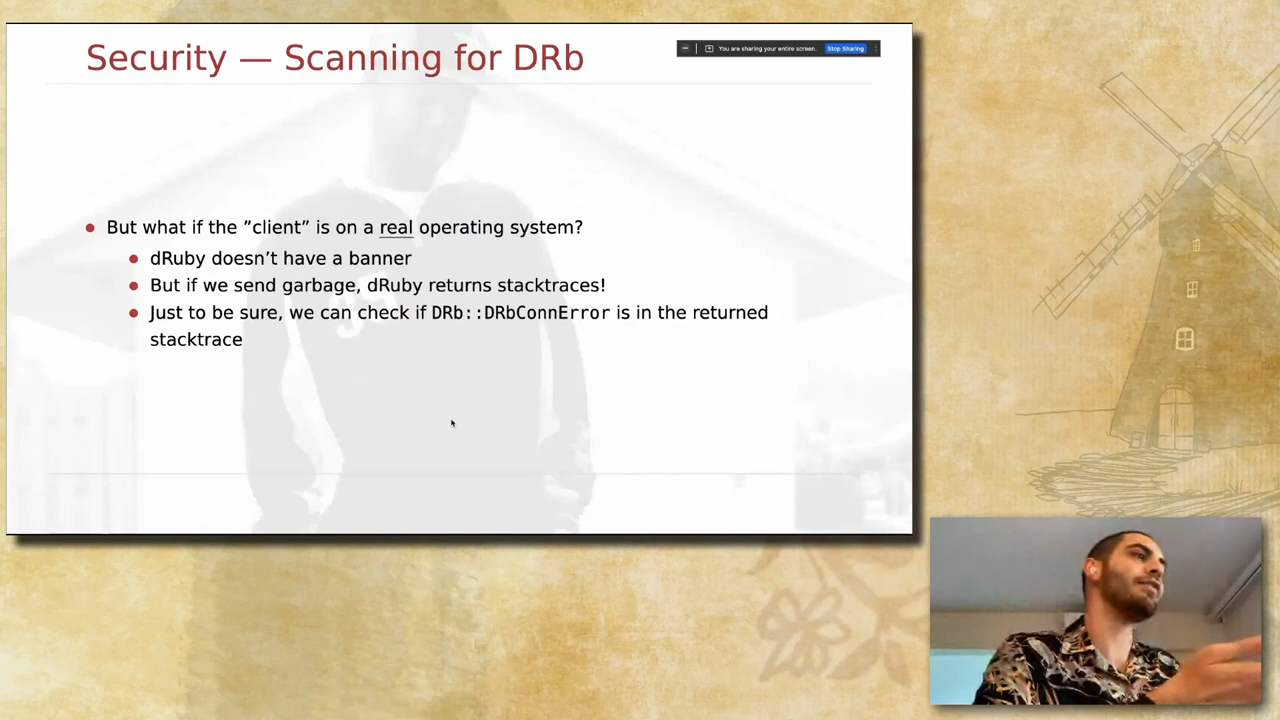 Security — Scanning for DRb
You are sharing your entire screen. Stop Sharing
But what if the ”client” is on a real operating system?
dRuby doesn’t have a banner
But if we send garbage, dRuby returns stacktraces!
Just to be sure, we can check if DRb::DRbConnError is in the returned
stacktrace